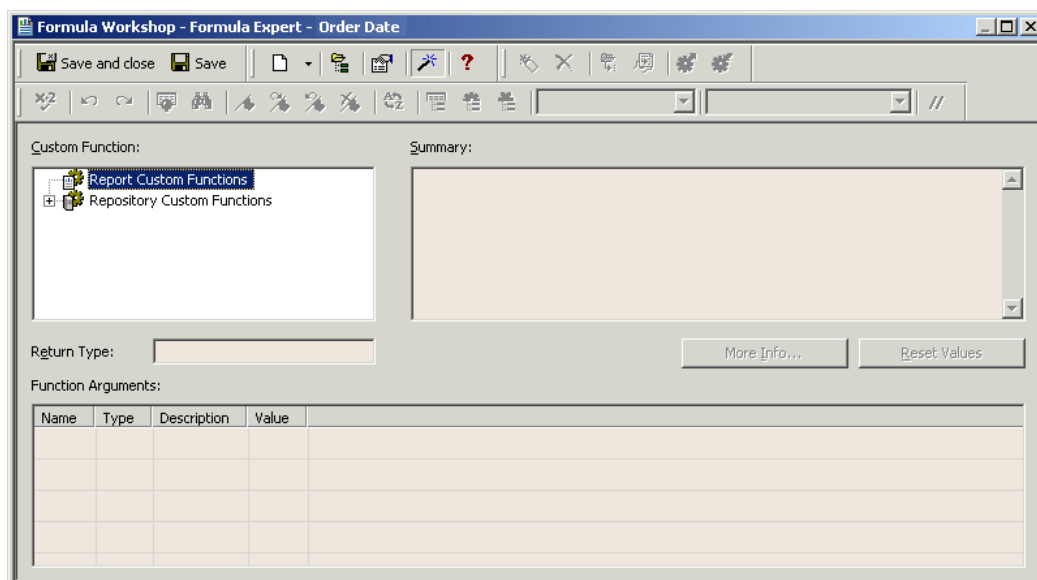 Formula Workshop - Formula Expert - Order Date
Save and close Save ?
x+2 //
Custom Function: Summary:
Report Custom Functions
Repository Custom Functions
Return Type: More Info... Reset Values
Function Arguments:
Name Type Description Value